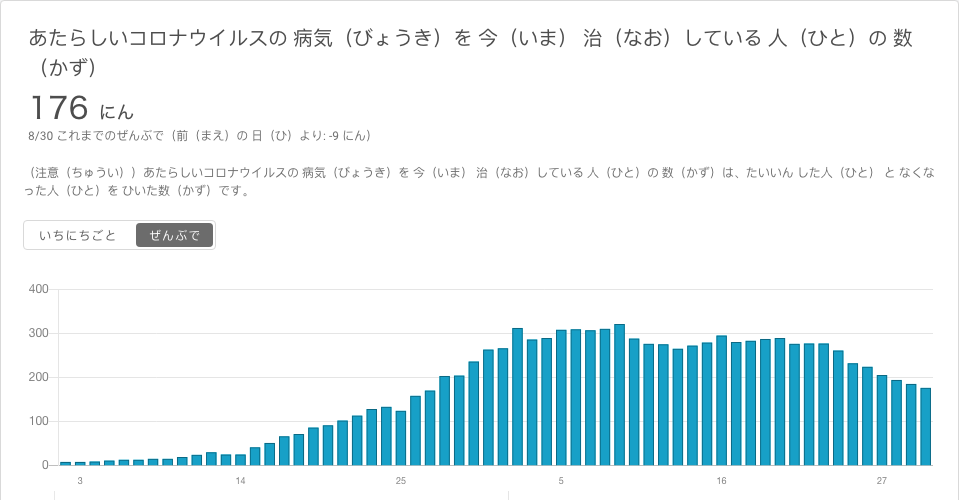 あたらしいコロナウイルスの 病気（びょうき）を 今（いま） 治（なお）している 人（ひと）の 数
（かず）
176 にん
8/30 これまでのぜんぶで（前（まえ）の 日（ひ）より: -9 にん）
（注意（ちゅうい））あたらしいコロナウイルスの 病気（びょうき）を 今（いま） 治（なお）している 人（ひと）の 数（かず）は、たいいん した人（ひと） と なくな
った人（ひと）を ひいた数（かず）です。
いちにちごと ぜんぶで
400
300
200
100
0
3 14 25 5 16 27